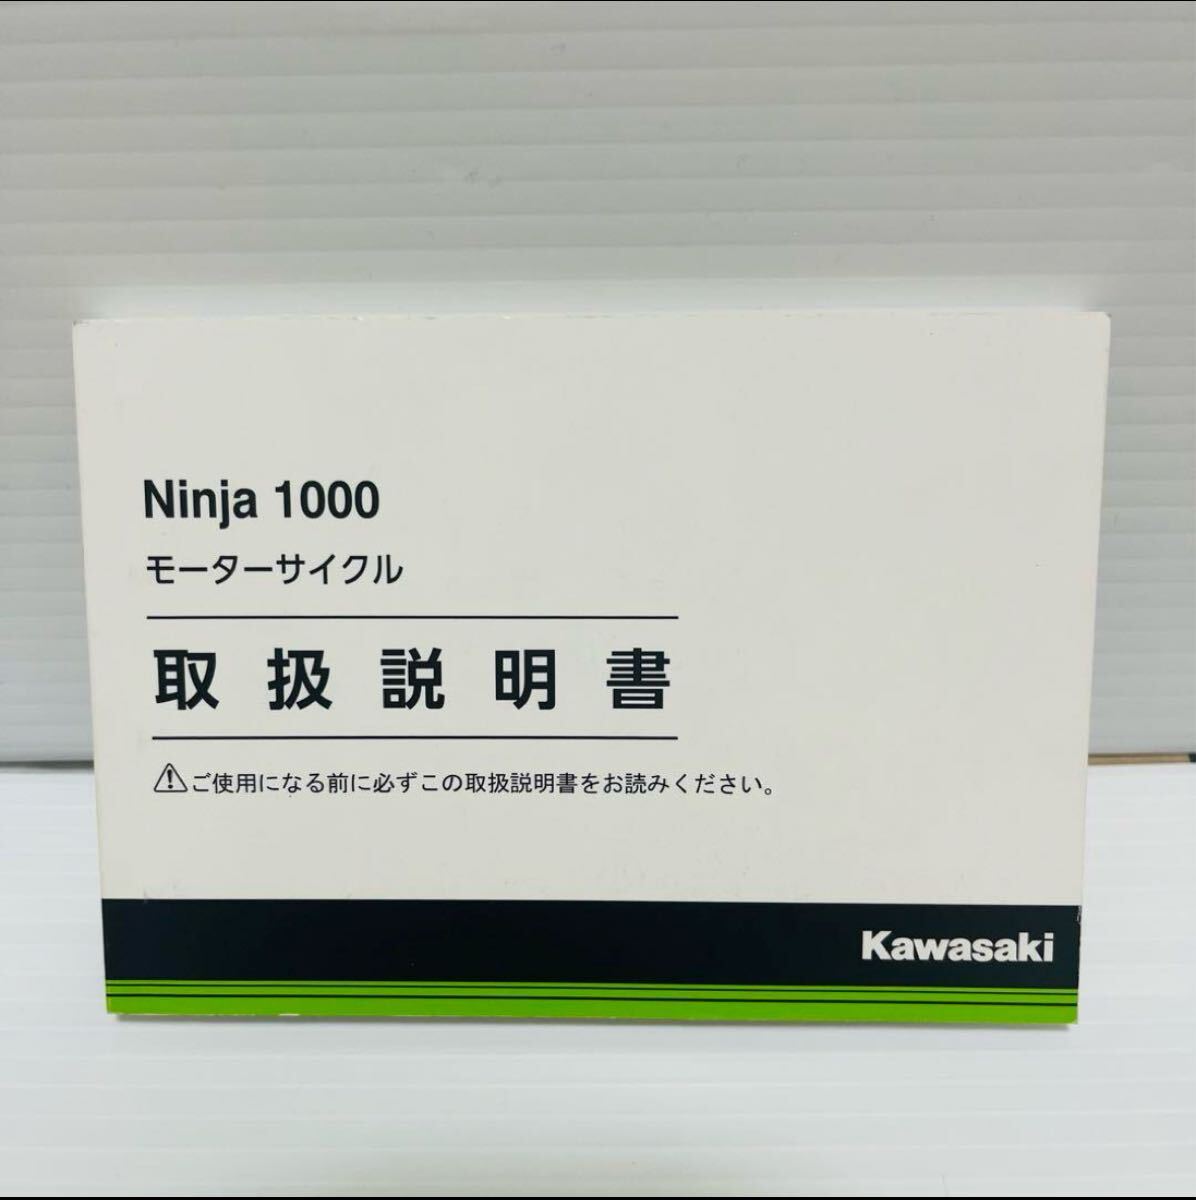 Ninja 1000
モーターサイクル
取扱説明書
⚠ご使用になる前に必ずこの取扱説明書をお読みください。
Kawasaki